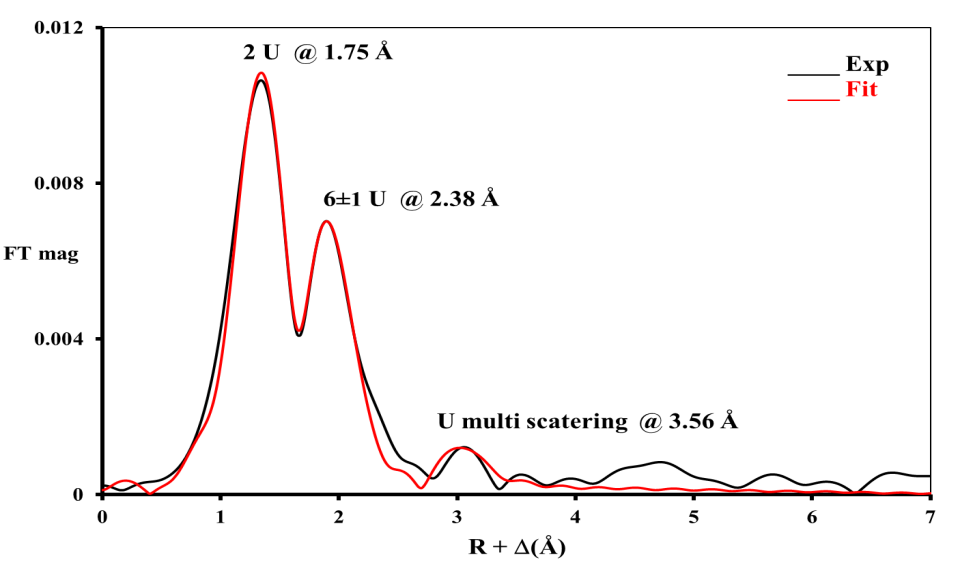 0.012
2 U @ 1.75 Å
Exp
Fit
0.008
6±1 U @ 2.38 Å
FT mag
0.004
U multi scatering @ 3.56 Å
0
0 1 2 3 4 5 6 7
R + Δ(Å)